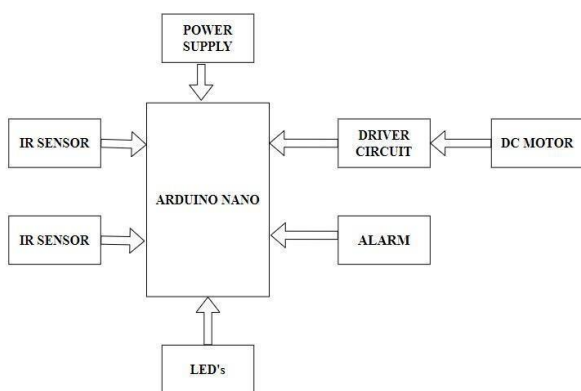 POWER
SUPPLY
IR SENSOR
DRIVER
CIRCUIT
DC MOTOR
ARDUINO NANO
IR SENSOR
ALARM
LED's